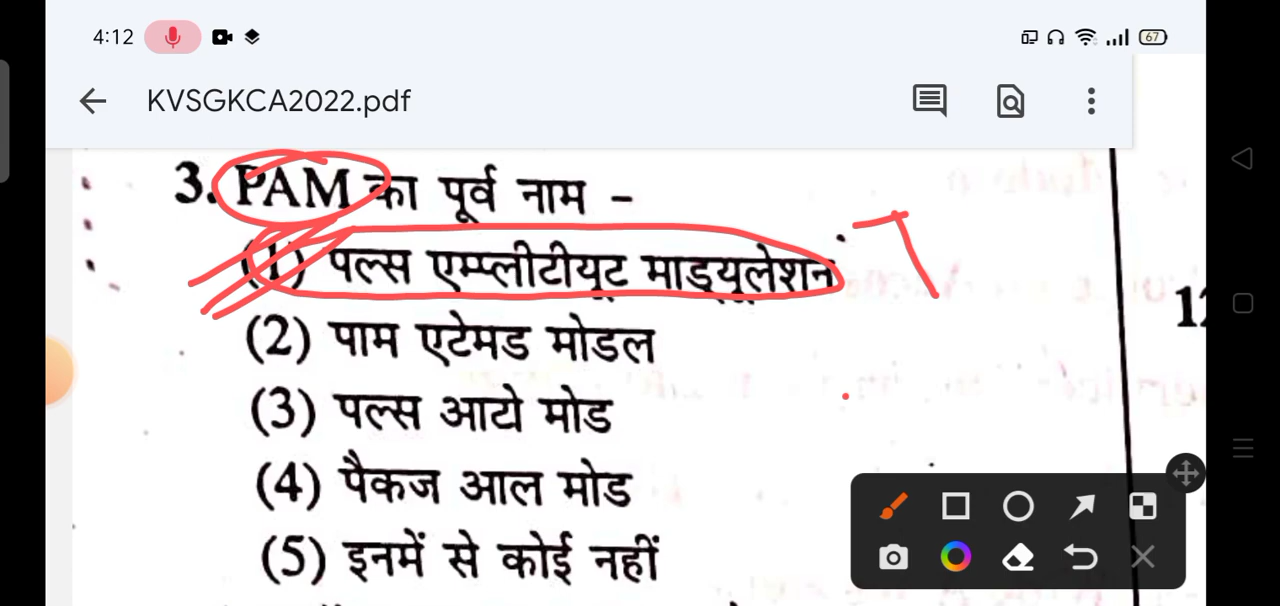 4:12
67
KVSGKCA2022.pdf
3. PAM का पूर्व नाम -
(1) पल्स एम्प्लीटीयूट माड्यूलेशन
(2) पाम एटेमड मोडल
(3) पल्स आटो मोड
(4) पैकज आल मोड
(5) इनमें से कोई नहीं